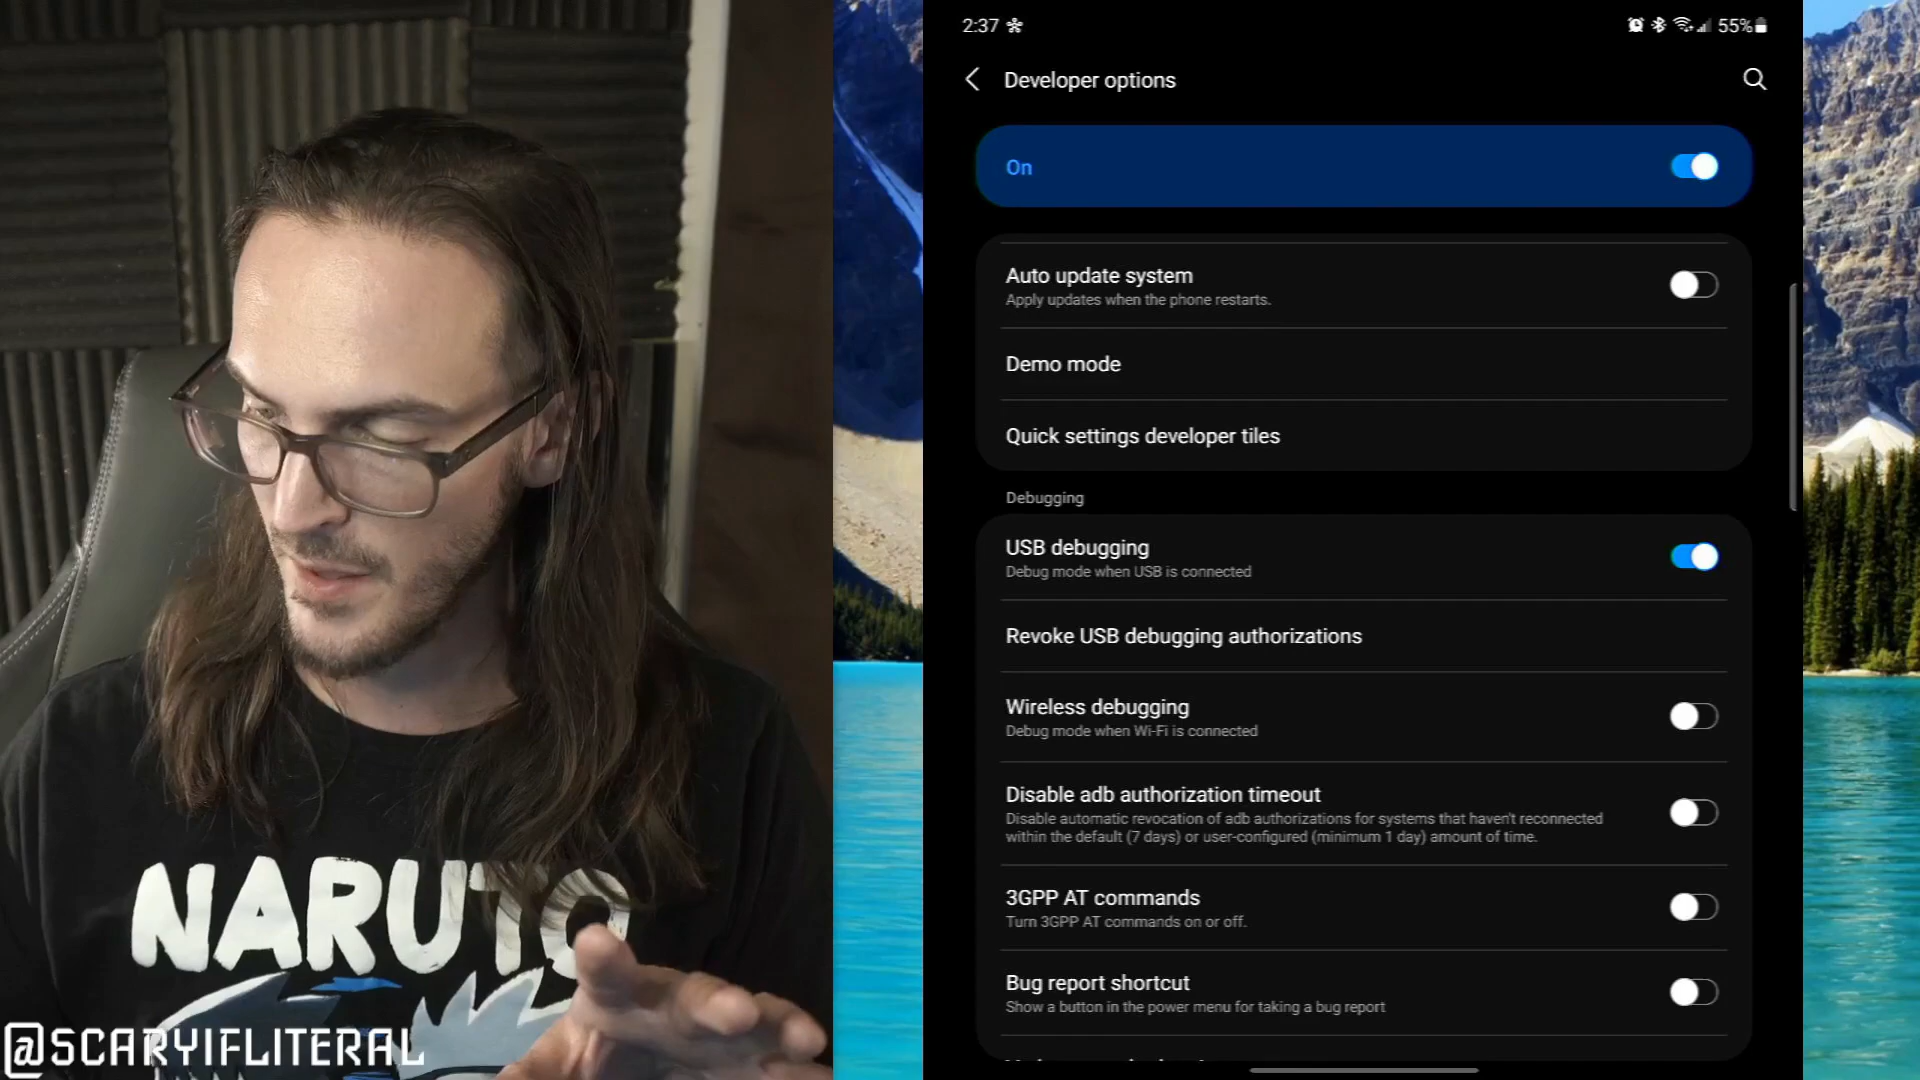 2:37
55%
Developer options
On
Auto update system
Apply updates when the phone restarts.
Demo mode
Quick settings developer tiles
Debugging
USB debugging
Debug mode when USB is connected
Revoke USB debugging authorizations
Wireless debugging
Debug mode when Wi-Fi is connected
Disable adb authorization timeout
Disable automatic revocation of adb authorizations for systems that haven't reconnected
within the default (7 days) or user-configured (minimum 1 day) amount of time.
3GPP AT commands
Turn 3GPP AT commands on or off.
Bug report shortcut
Show a button in the power menu for taking a bug report
NARUTO
@SCARYIFLITERAL